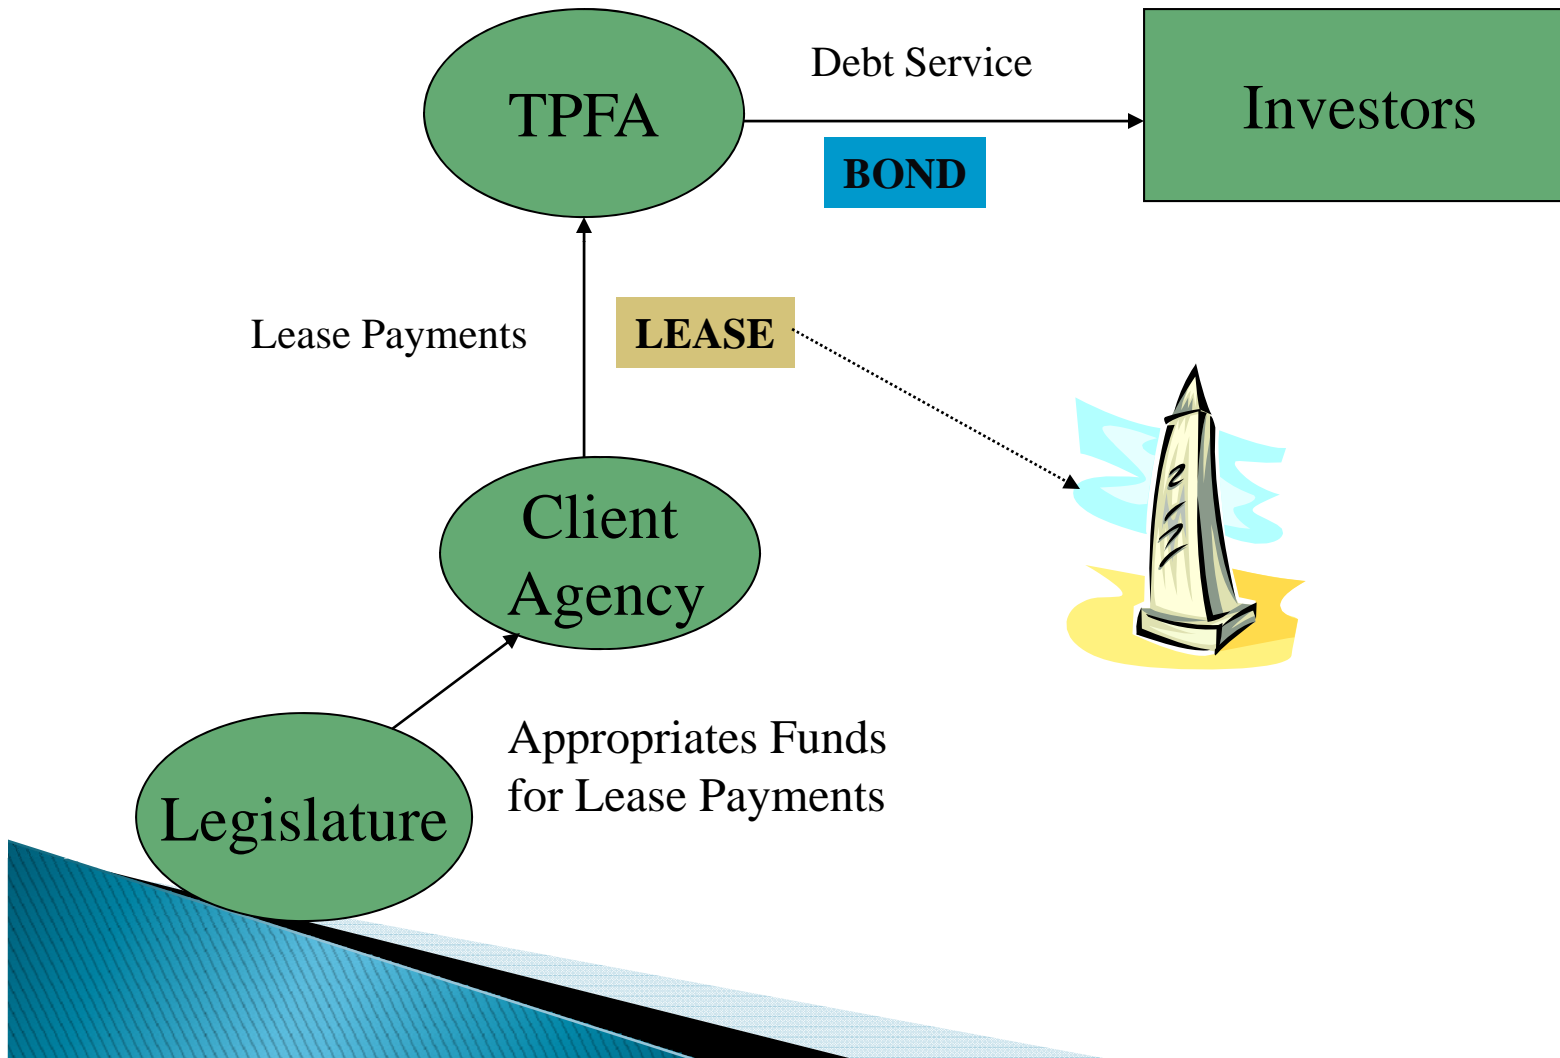 TPFA
Debt Service
BOND
Investors
Lease Payments
LEASE
Client
Agency
Appropriates Funds
for Lease Payments
Legislature